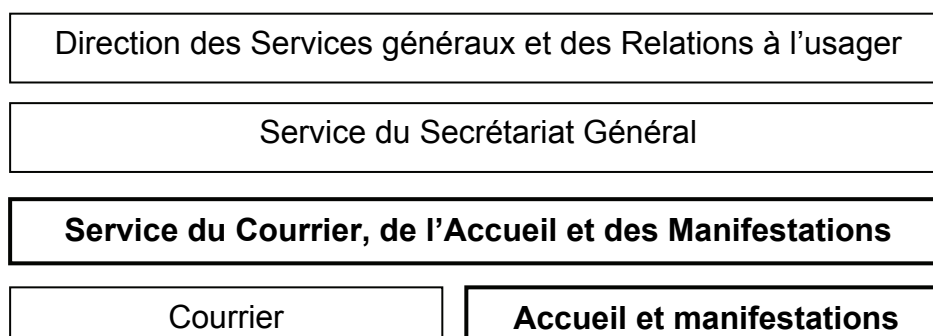 Direction des Services généraux et des Relations à l’usager
Service du Secrétariat Général
Service du Courrier, de l’Accueil et des Manifestations
Courrier
Accueil et manifestations